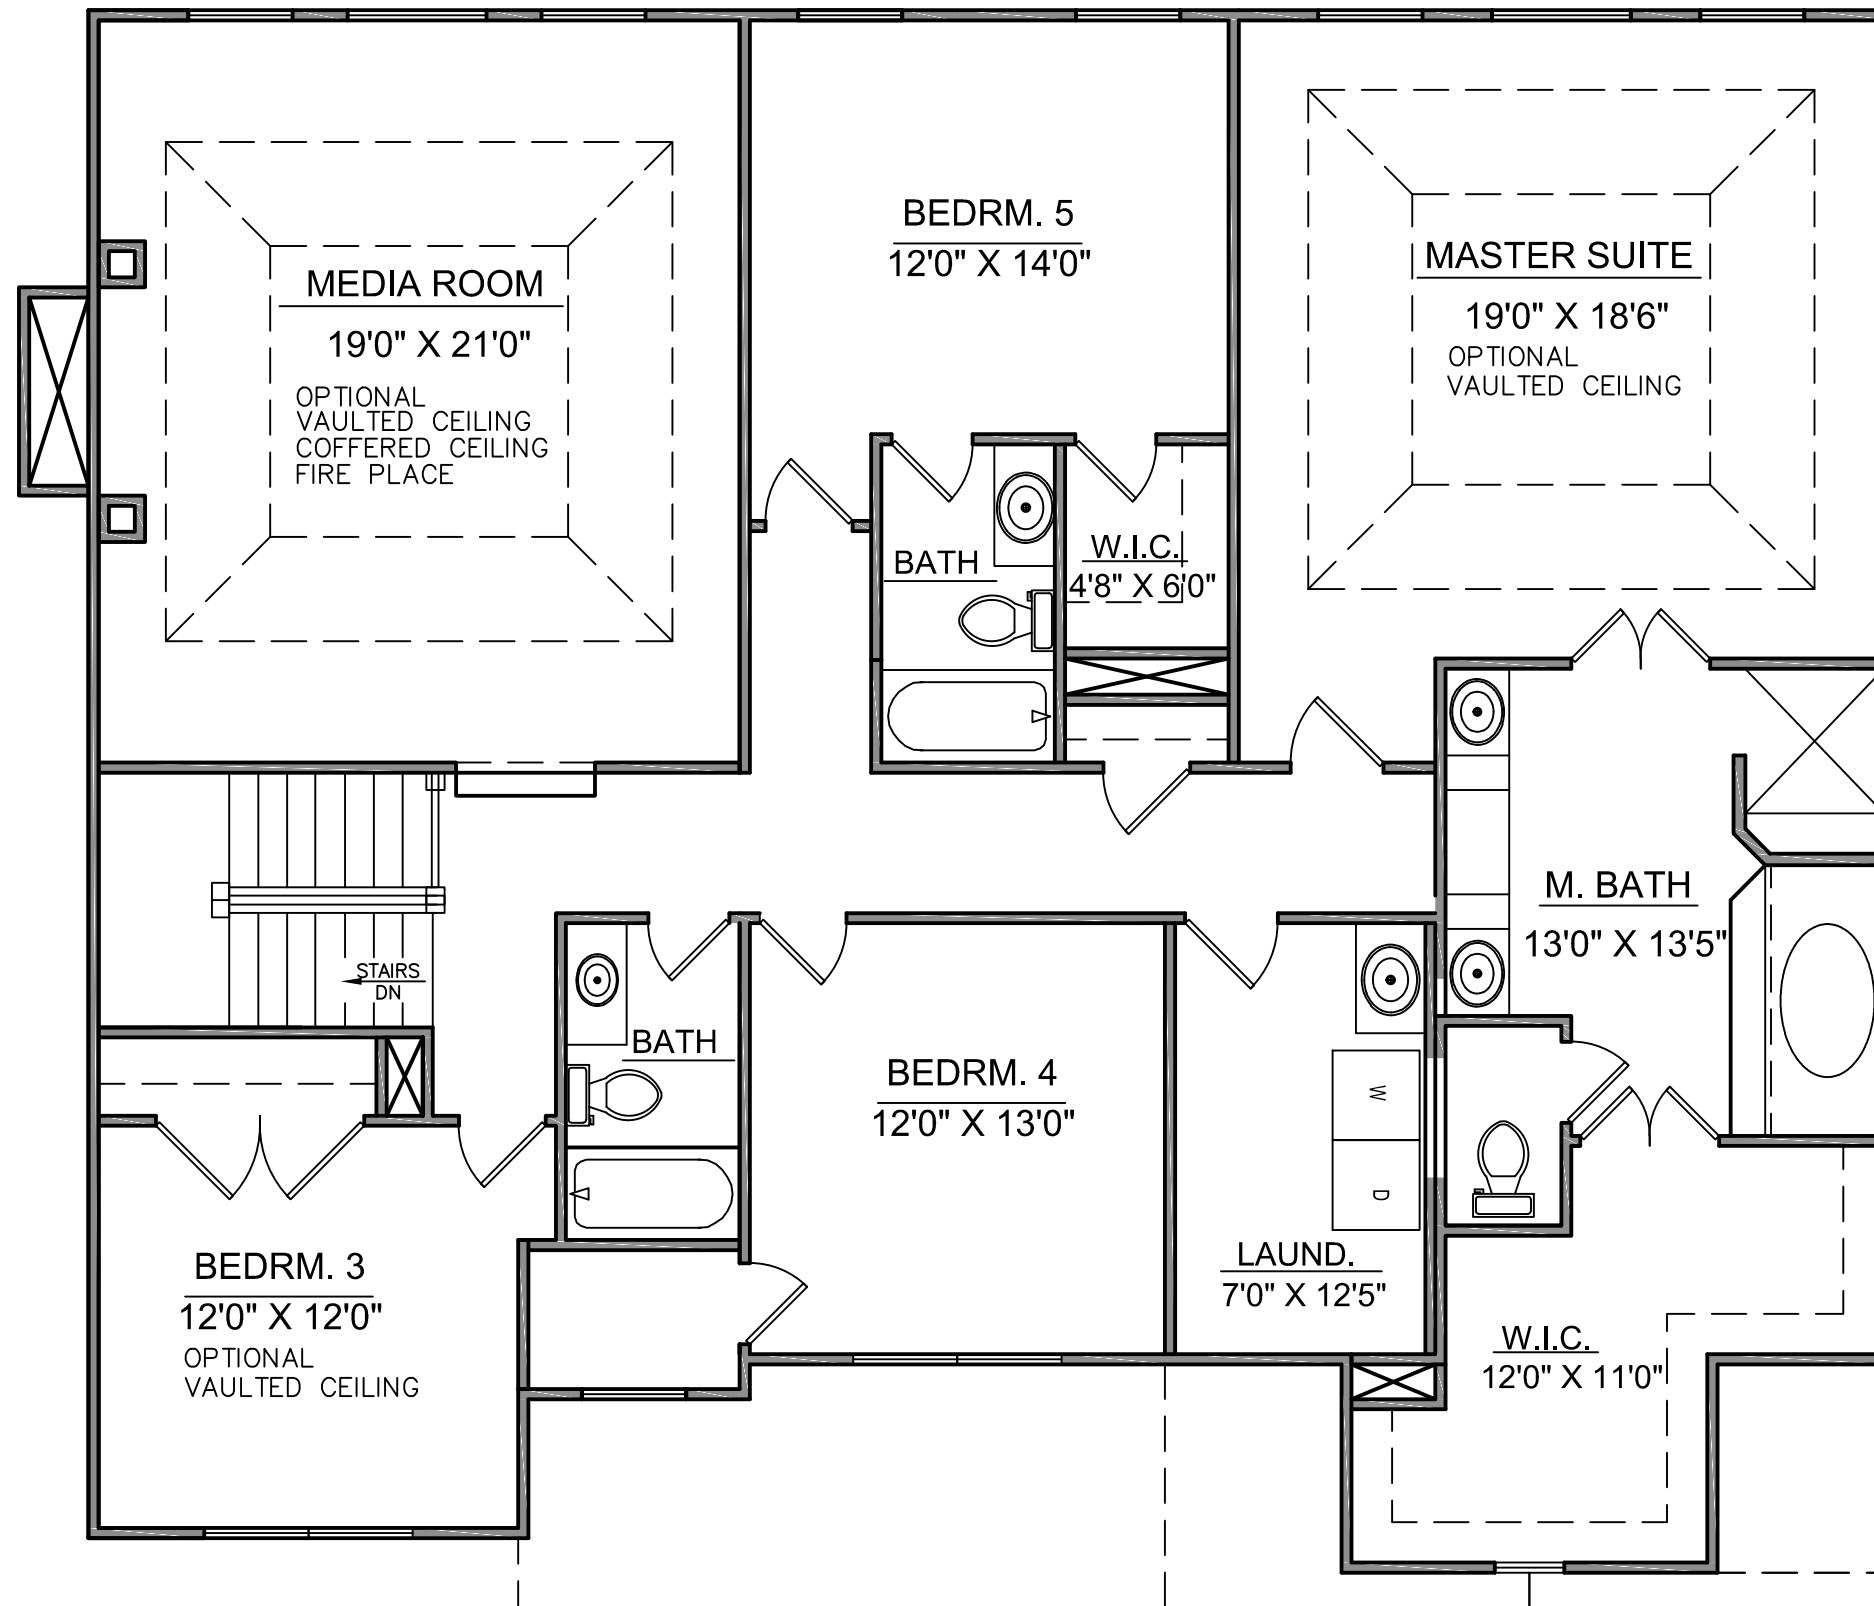 BEDRM. 5
12'0" X 14'0"
MASTER SUITE
19'0" X 18'6"
OPTIONAL
VAULTED CEILING
MEDIA ROOM
19'0" X 21'0"
OPTIONAL
VAULTED CEILING
COFFERED CEILING
FIRE PLACE
BATH
W.I.C.
4'8" X 6'0"
M. BATH
13'0" X 13'5"
STAIRS
DN
BATH
BEDRM. 4
12'0" X 13'0"
W
D
LAUND.
7'0" X 12'5"
BEDRM. 3
12'0" X 12'0"
OPTIONAL
VAULTED CEILING
W.I.C.
12'0" X 11'0"